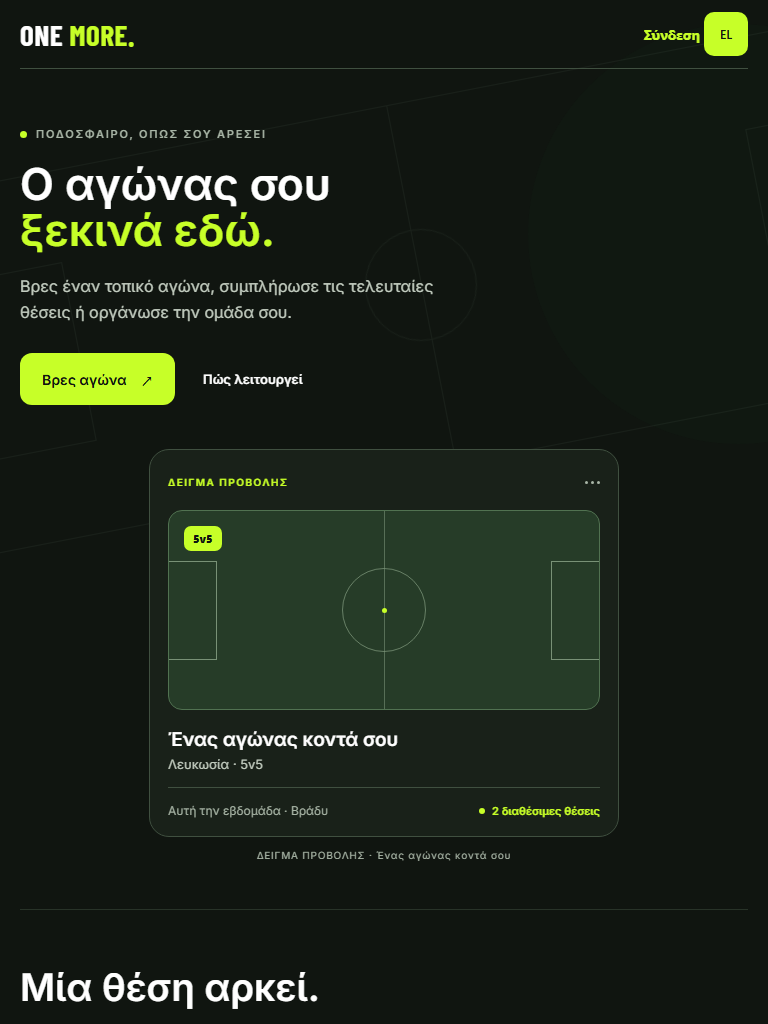 ONE MORE.
Σύνδεση
EL
ΠΟΔΟΣΦΑΙΡΟ, ΟΠΩΣ ΣΟΥ ΑΡΕΣΕΙ
Ο αγώνας σου
ξεκινά εδώ.
Βρες έναν τοπικό αγώνα, συμπλήρωσε τις τελευταίες
θέσεις ή οργάνωσε την ομάδα σου.
Βρες αγώνα ↗
Πώς λειτουργεί
ΔΕΙΓΜΑ ΠΡΟΒΟΛΗΣ
5v5
Ένας αγώνας κοντά σου
Λευκωσία · 5v5
Αυτή την εβδομάδα · Βράδυ
2 διαθέσιμες θέσεις
ΔΕΙΓΜΑ ΠΡΟΒΟΛΗΣ · Ένας αγώνας κοντά σου
Μία θέση αρκεί.